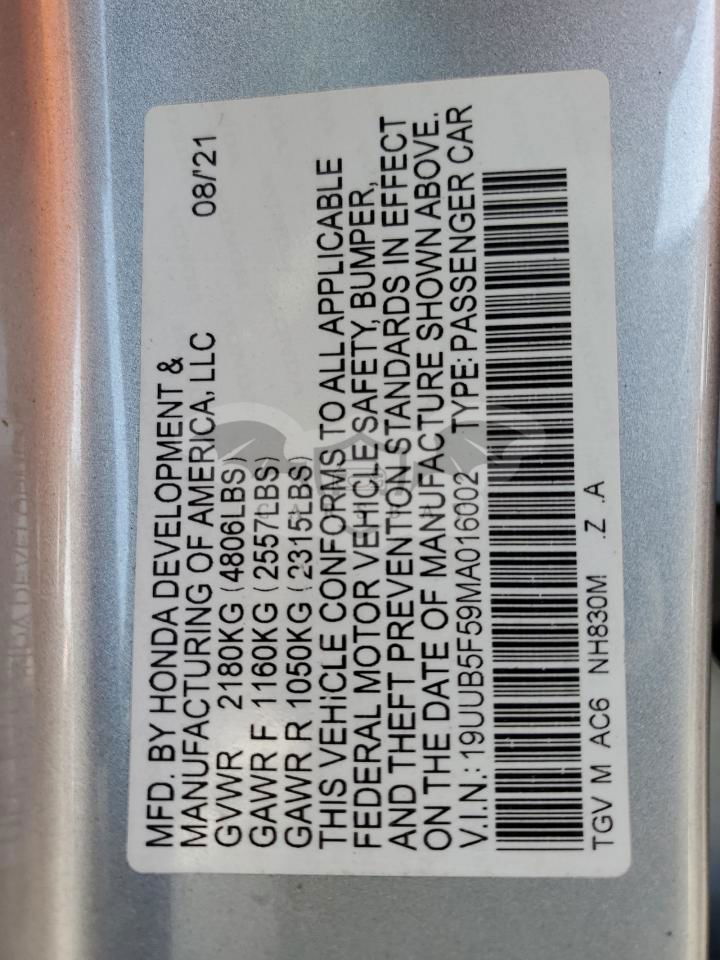 MFD. BY HONDA DEVELOPMENT &
MANUFACTURING OF AMERICA, LLC 08/'21
GVWR 2180KG (4806LBS)
GAWR F 1160KG (2557LBS)
GAWR R 1050KG (2315LBS)
THIS VEHICLE CONFORMS TO ALL APPLICABLE
FEDERAL MOTOR VEHICLE SAFETY, BUMPER,
AND THEFT PREVENTION STANDARDS IN EFFECT
ON THE DATE OF MANUFACTURE SHOWN ABOVE.
V.I.N.: 19UUB5F59MA016002 TYPE: PASSENGER CAR
TGV M AC6 NH830M .Z .A